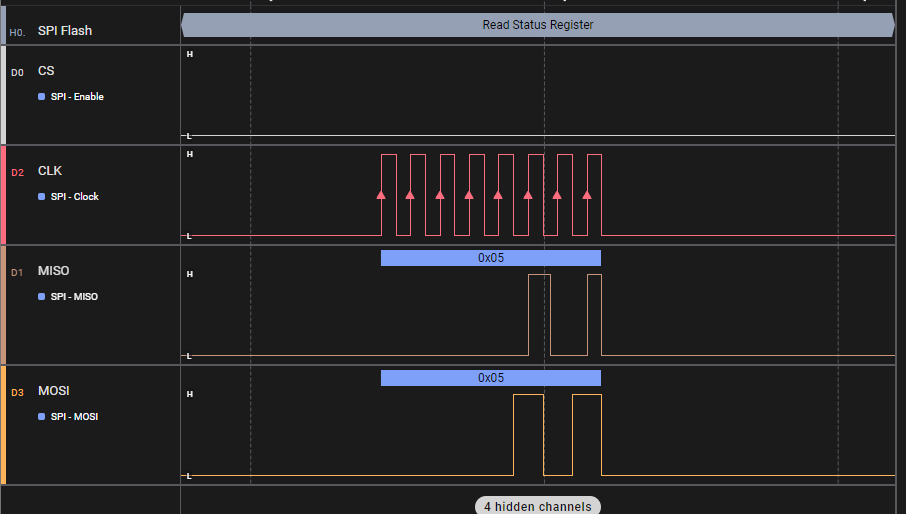 H0. SPI Flash
Read Status Register
D0 CS
SPI - Enable
H
L
D2 CLK
SPI - Clock
H
L
D1 MISO
SPI - MISO
0x05
H
L
D3 MOSI
SPI - MOSI
0x05
H
L
4 hidden channels